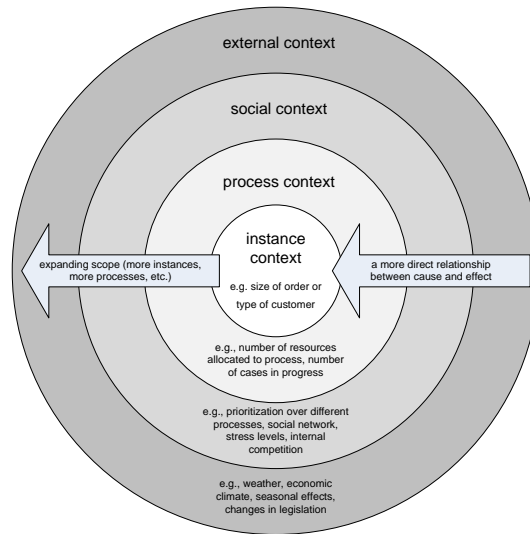 external context
social context
process context
instance
context
e.g. size of order or
type of customer
expanding scope (more instances,
more processes, etc.)
a more direct relationship
between cause and effect
e.g., number of resources
allocated to process, number
of cases in progress
e.g., prioritization over different
processes, social network,
stress levels, internal
competition
e.g., weather, economic
climate, seasonal effects,
changes in legislation